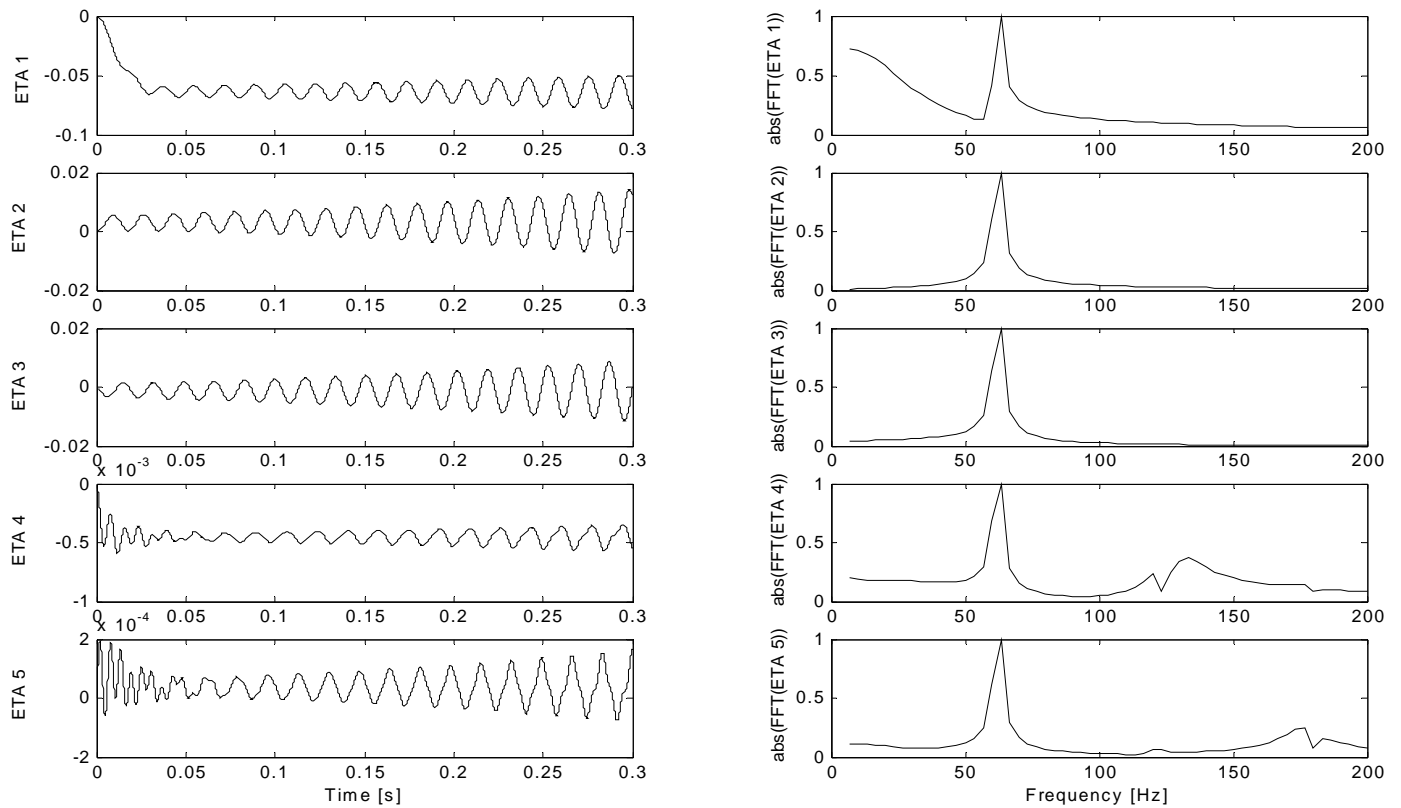 0
-0.05
-0.1
ETA 1
0 0.05 0.1 0.15 0.2 0.25 0.3
1
0.5
0
abs(FFT(ETA 1))
0 50 100 150 200
0.02
0
-0.02
ETA 2
0 0.05 0.1 0.15 0.2 0.25 0.3
1
0.5
0
abs(FFT(ETA 2))
0 50 100 150 200
0.02
0
-0.02
ETA 3
0 0.05 0.1 0.15 0.2 0.25 0.3
1
0.5
0
abs(FFT(ETA 3))
0 50 100 150 200
x 10-3
0
-0.5
-1
ETA 4
0 0.05 0.1 0.15 0.2 0.25 0.3
1
0.5
0
abs(FFT(ETA 4))
0 50 100 150 200
x 10-4
2
0
-2
ETA 5
0 0.05 0.1 0.15 0.2 0.25 0.3
Time [s]
1
0.5
0
abs(FFT(ETA 5))
0 50 100 150 200
Frequency [Hz]